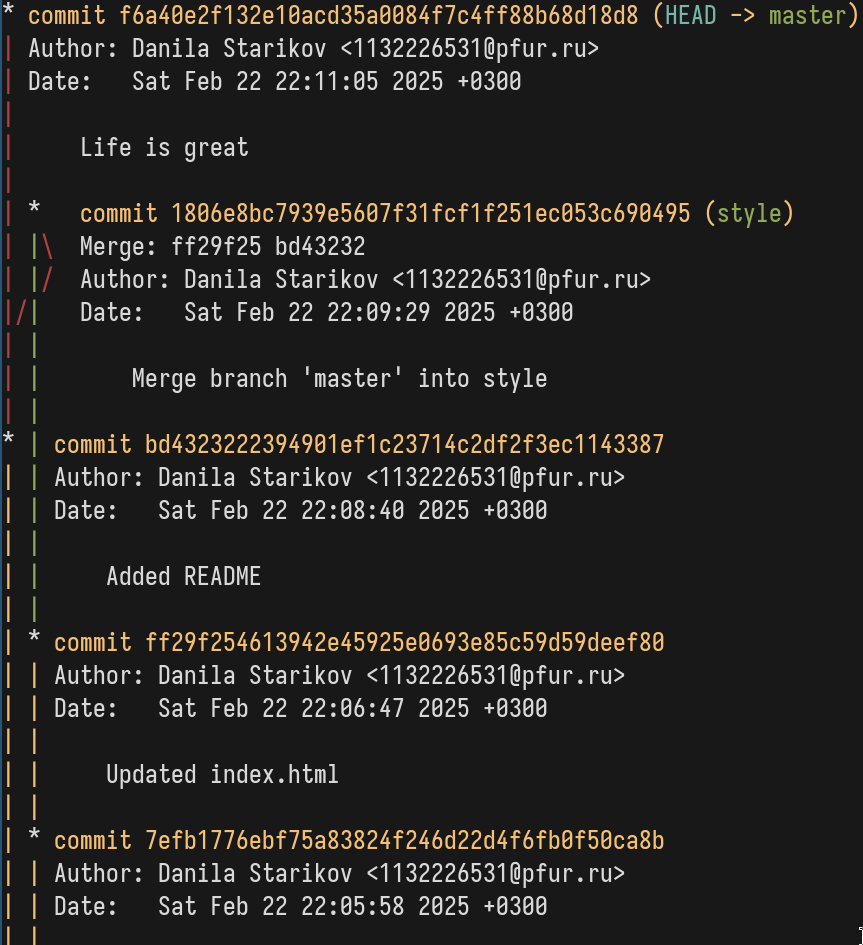 * commit f6a40e2f132e10acd35a0084f7c4ff88b68d18d8 (HEAD -> master)
| Author: Danila Starikov <1132226531@pfur.ru>
| Date:   Sat Feb 22 22:11:05 2025 +0300
|
|     Life is great
|
| *   commit 1806e8bc7939e5607f31fcf1f251ec053c690495 (style)
| |\  Merge: ff29f25 bd43232
| |/  Author: Danila Starikov <1132226531@pfur.ru>
|/|   Date:   Sat Feb 22 22:09:29 2025 +0300
| |
| |       Merge branch 'master' into style
| |
* | commit bd4323222394901ef1c23714c2df2f3ec1143387
| | Author: Danila Starikov <1132226531@pfur.ru>
| | Date:   Sat Feb 22 22:08:40 2025 +0300
| |
| |     Added README
| |
| * commit ff29f254613942e45925e0693e85c59d59deef80
| | Author: Danila Starikov <1132226531@pfur.ru>
| | Date:   Sat Feb 22 22:06:47 2025 +0300
| |
| |     Updated index.html
| |
| * commit 7efb1776ebf75a83824f246d22d4f6fb0f50ca8b
| | Author: Danila Starikov <1132226531@pfur.ru>
| | Date:   Sat Feb 22 22:05:58 2025 +0300
| |